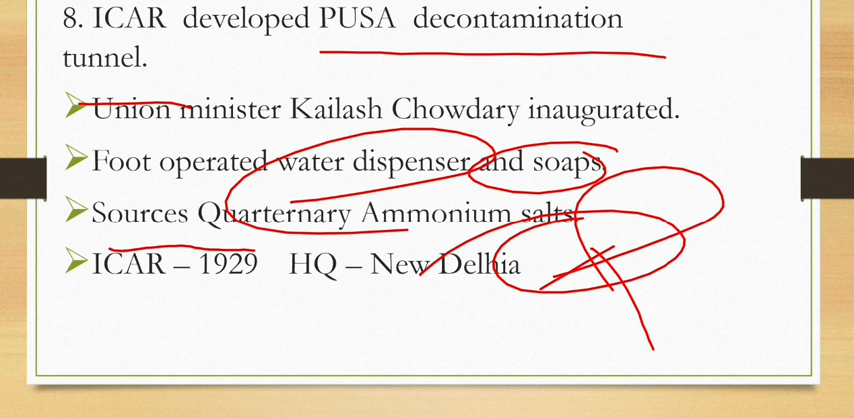 8. ICAR developed PUSA decontamination
tunnel.
Union minister Kailash Chowdary inaugurated.
Foot operated water dispenser and soaps.
Sources Quarternary Ammonium salts.
ICAR – 1929 HQ – New Delhia